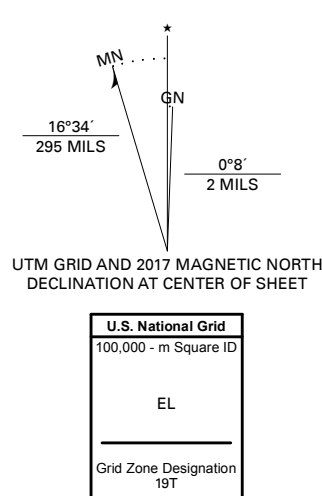 ★
MN
GN
16°34´
295 MILS
0°8´
2 MILS
UTM GRID AND 2017 MAGNETIC NORTH
DECLINATION AT CENTER OF SHEET
U.S. National Grid
100,000 - m Square ID
EL
Grid Zone Designation
19T